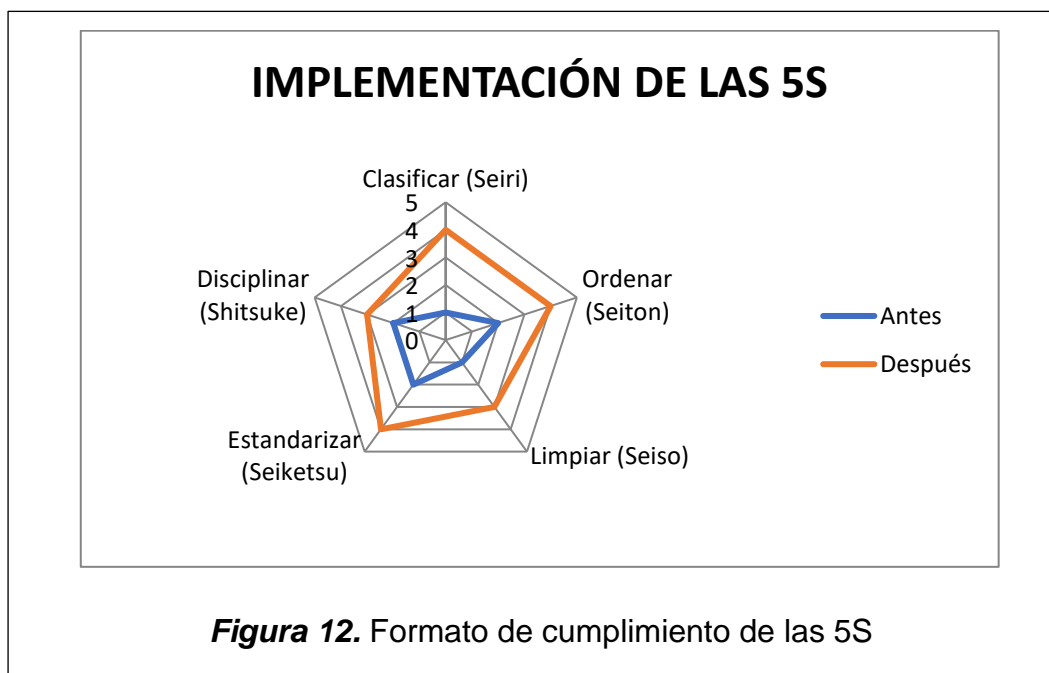 IMPLEMENTACIÓN DE LAS 5S
Clasificar (Seiri)
5
4
3
2
1
0
Ordenar
(Seiton)
Limpiar (Seiso)
Estandarizar
(Seiketsu)
Disciplinar
(Shitsuke)
Antes
Después
Figura 12. Formato de cumplimiento de las 5S